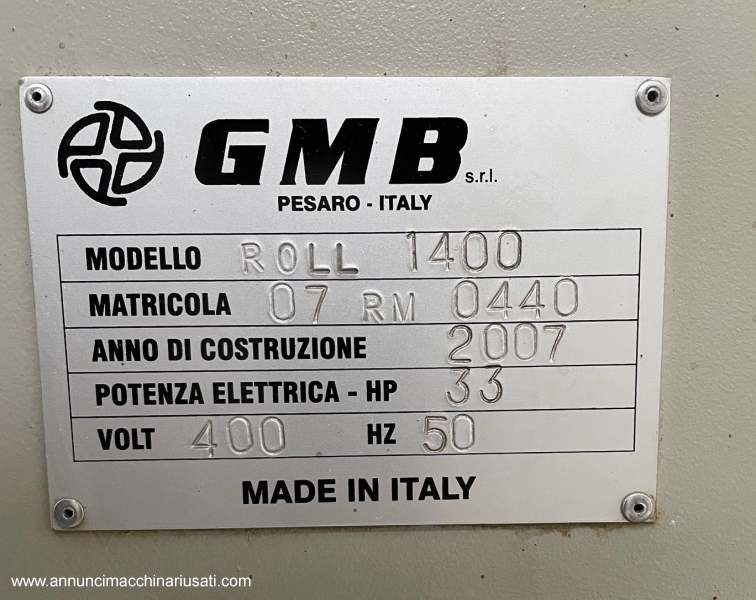 GMB s.r.l.
PESARO - ITALY
MODELLO ROLL 1400
MATRICOLA 07 RM 0440
ANNO DI COSTRUZIONE 2007
POTENZA ELETTRICA - HP 33
VOLT 400 HZ 50
MADE IN ITALY
www.annuncimacchinariusati.com